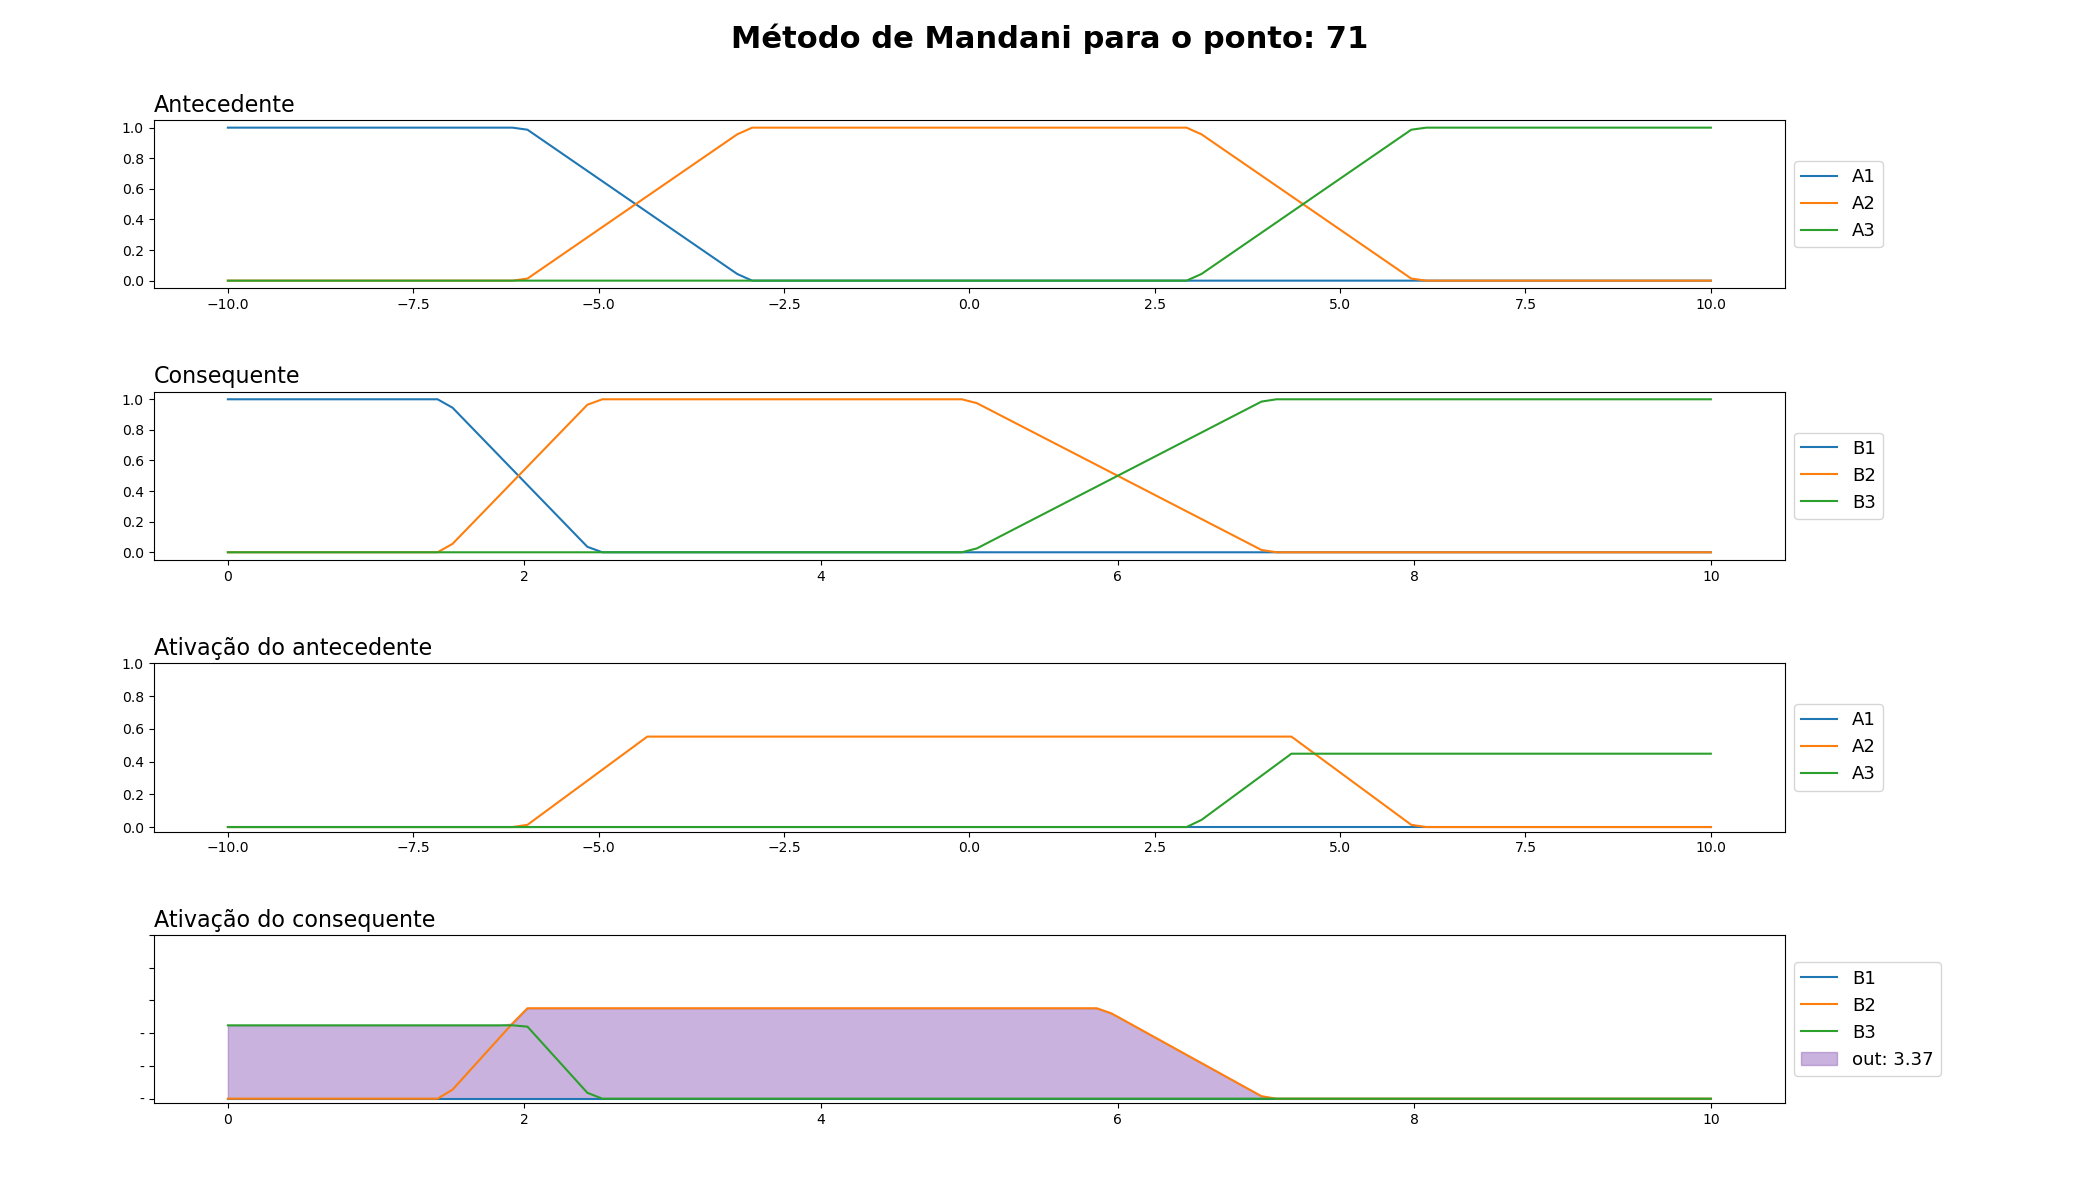 Método de Mandani para o ponto: 71
Antecedente
1.0
0.8
0.6
0.4
0.2
0.0
−10.0 −7.5 −5.0 −2.5 0.0 2.5 5.0 7.5 10.0
A1
A2
A3
Consequente
1.0
0.8
0.6
0.4
0.2
0.0
0 2 4 6 8 10
B1
B2
B3
Ativação do antecedente
1.0
0.8
0.6
0.4
0.2
0.0
−10.0 −7.5 −5.0 −2.5 0.0 2.5 5.0 7.5 10.0
A1
A2
A3
Ativação do consequente
-
-
-
0 2 4 6 8 10
B1
B2
B3
out: 3.37